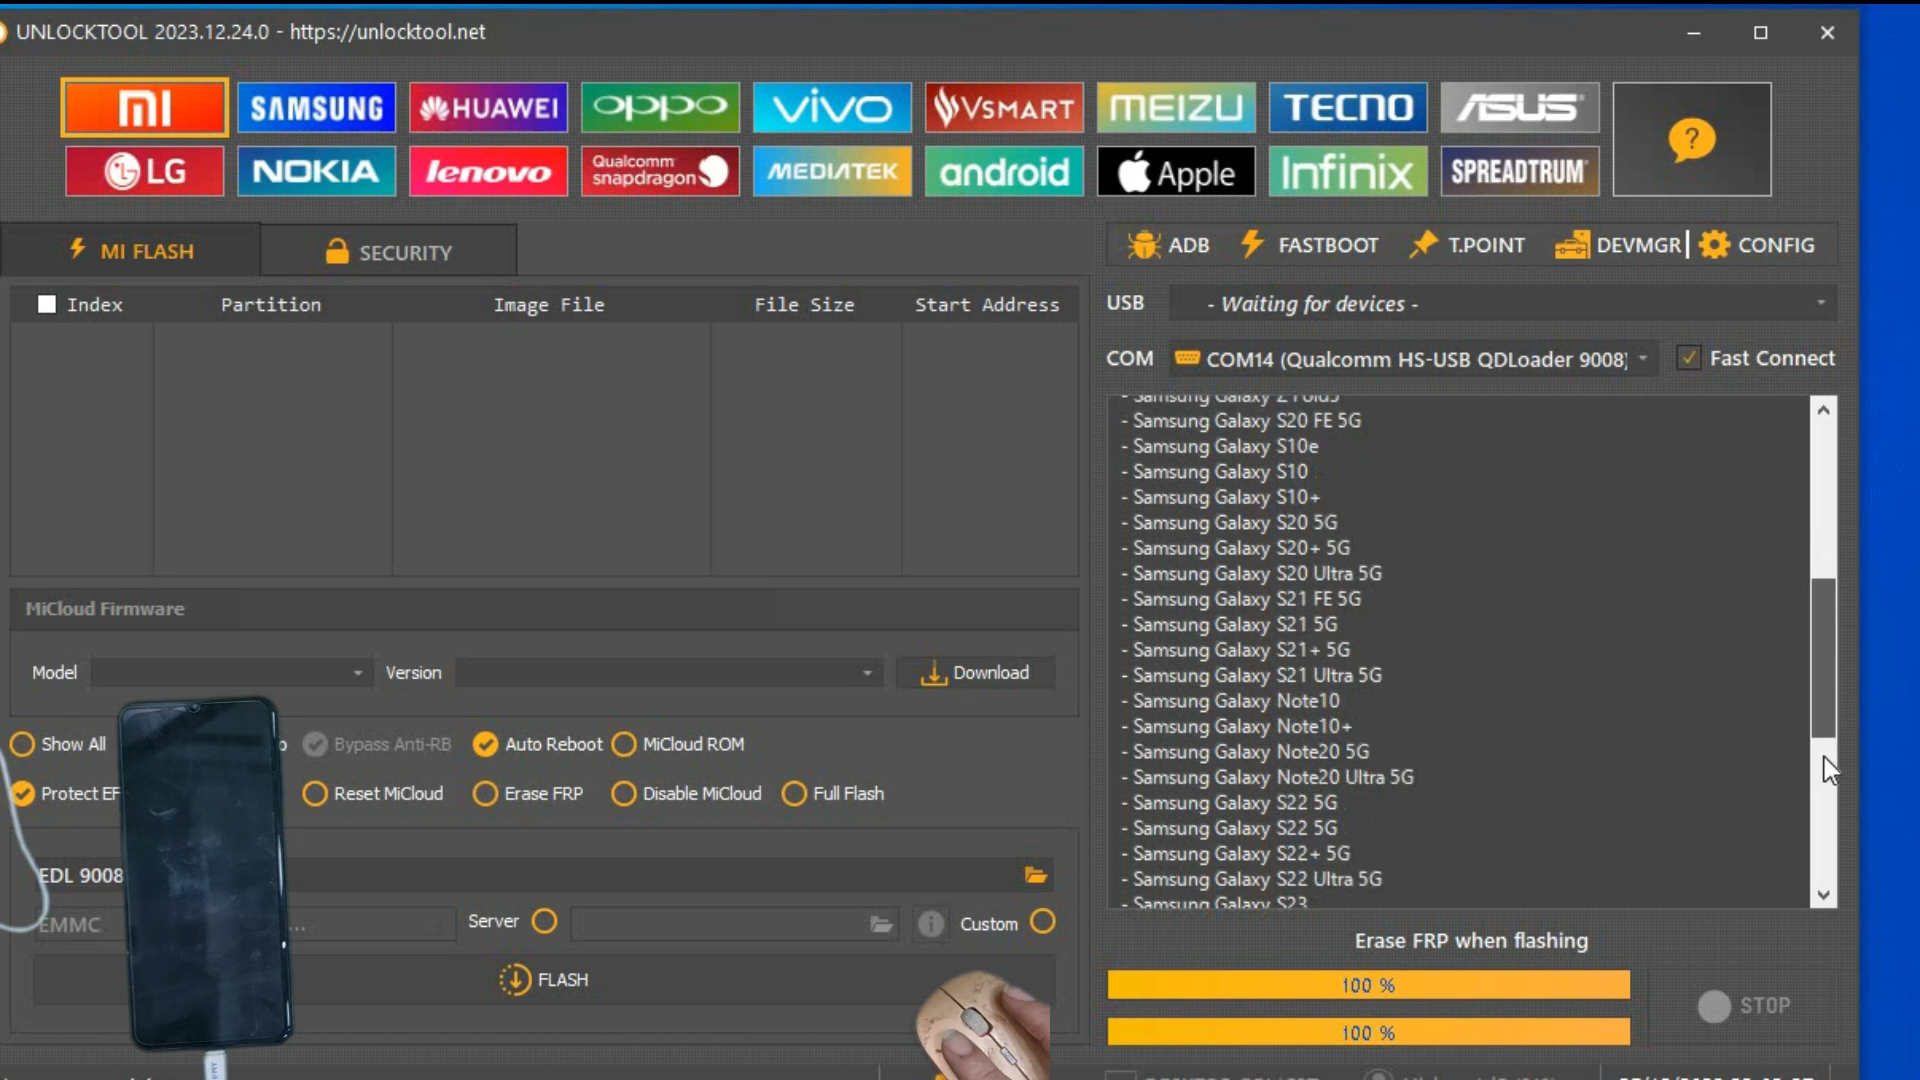 UNLOCKTOOL 2023.12.24.0 - https://unlocktool.net
SAMSUNG
HUAWEI
oppo
vivo
VSMART
MEIZU
TECNO
ASUS
?
LG
NOKIA
lenovo
Qualcomm
snapdragon
MEDIATEK
android
Apple
Infinix
SPREADTRUM
MI FLASH
SECURITY
ADB
FASTBOOT
T.POINT
DEVMGR
CONFIG
Index
Partition
Image File
File Size
Start Address
USB
- Waiting for devices -
COM
COM14 (Qualcomm HS-USB QDLoader 9008)
Fast Connect
- Samsung Galaxy Z Fold5
- Samsung Galaxy S20 FE 5G
- Samsung Galaxy S10e
- Samsung Galaxy S10
- Samsung Galaxy S10+
- Samsung Galaxy S20 5G
- Samsung Galaxy S20+ 5G
- Samsung Galaxy S20 Ultra 5G
- Samsung Galaxy S21 FE 5G
- Samsung Galaxy S21 5G
- Samsung Galaxy S21+ 5G
- Samsung Galaxy S21 Ultra 5G
- Samsung Galaxy Note10
- Samsung Galaxy Note10+
- Samsung Galaxy Note20 5G
- Samsung Galaxy Note20 Ultra 5G
- Samsung Galaxy S22 5G
- Samsung Galaxy S22 5G
- Samsung Galaxy S22+ 5G
- Samsung Galaxy S22 Ultra 5G
- Samsung Galaxy S23
MiCloud Firmware
Model
Version
Download
Show All
Bypass Anti-RB
Auto Reboot
MiCloud ROM
Protect EF
Reset MiCloud
Erase FRP
Disable MiCloud
Full Flash
EDL 9008
EMMC
...
Server
Custom
FLASH
Erase FRP when flashing
100 %
100 %
STOP